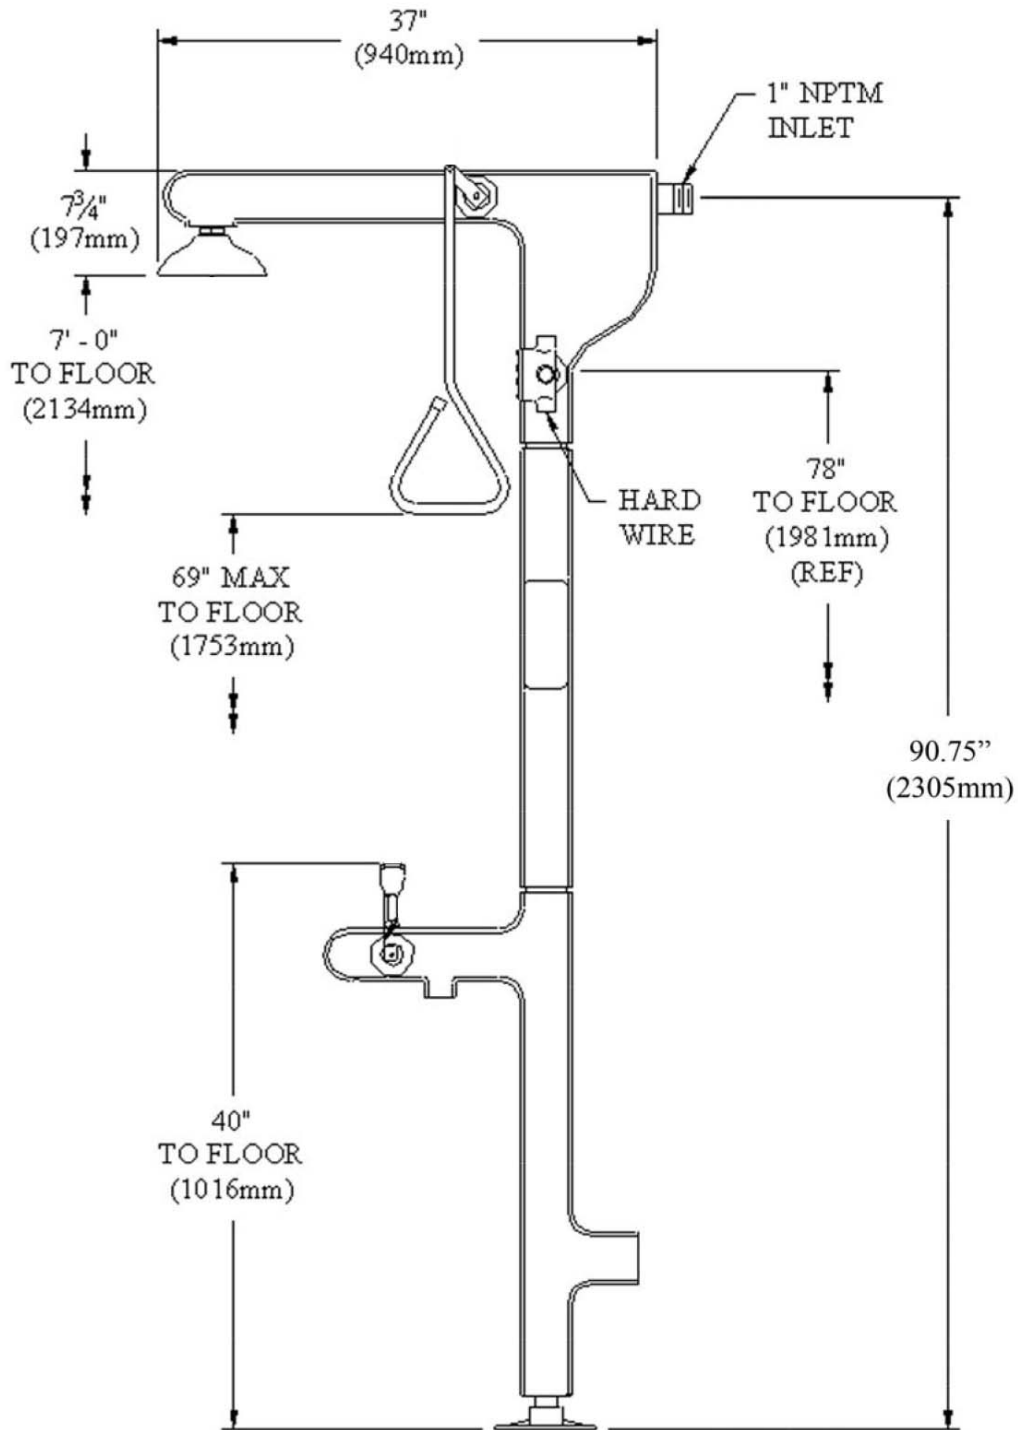 37"
(940mm)
1" NPTM
INLET
7¾"
(197mm)
7' - 0"
TO FLOOR
(2134mm)
HARD
WIRE
78"
TO FLOOR
(1981mm)
(REF)
69" MAX
TO FLOOR
(1753mm)
90.75”
(2305mm)
40"
TO FLOOR
(1016mm)